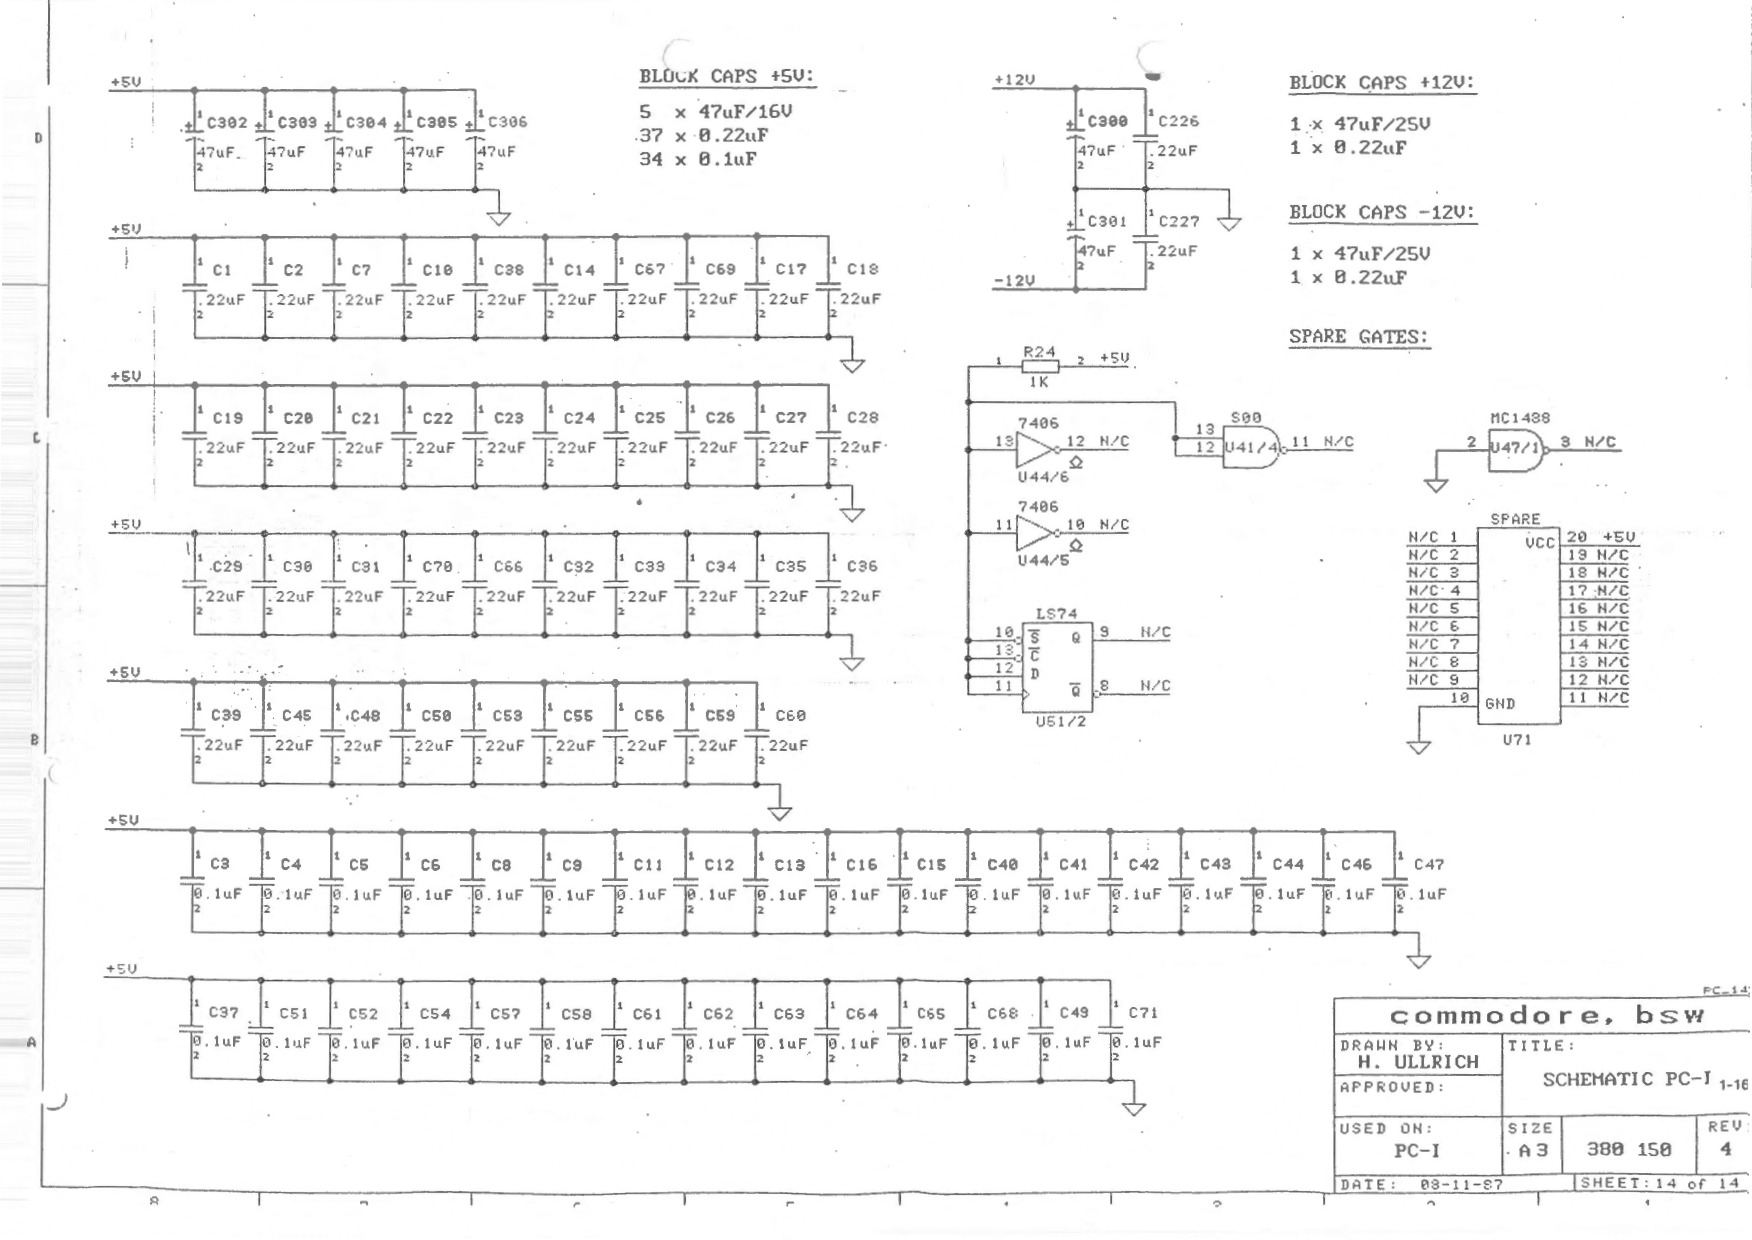 +5V
C302 C303 C304 C305 C306
47uF 47uF 47uF 47uF 47uF
BLOCK CAPS +5V:
5 x 47uF/16V
37 x 0.22uF
34 x 0.1uF
+12V
C300 C226
47uF .22uF
C301 C227
47uF .22uF
-12V
BLOCK CAPS +12V:
1 x 47uF/25V
1 x 0.22uF
BLOCK CAPS -12V:
1 x 47uF/25V
1 x 0.22uF
+5V
C1 C2 C7 C10 C38 C14 C67 C69 C17 C18
.22uF .22uF .22uF .22uF .22uF .22uF .22uF .22uF .22uF .22uF
+5V
C19 C20 C21 C22 C23 C24 C25 C26 C27 C28
.22uF .22uF .22uF .22uF .22uF .22uF .22uF .22uF .22uF .22uF
+5V
C29 C30 C31 C70 C66 C32 C33 C34 C35 C36
.22uF .22uF .22uF .22uF .22uF .22uF .22uF .22uF .22uF .22uF
+5V
C39 C45 C48 C50 C53 C55 C56 C59 C60
.22uF .22uF .22uF .22uF .22uF .22uF .22uF .22uF .22uF
+5V
C3 C4 C5 C6 C8 C9 C11 C12 C13 C16 C15 C40 C41 C42 C43 C44 C46 C47
0.1uF 0.1uF 0.1uF 0.1uF 0.1uF 0.1uF 0.1uF 0.1uF 0.1uF 0.1uF 0.1uF 0.1uF 0.1uF 0.1uF 0.1uF 0.1uF 0.1uF 0.1uF
+5V
C37 C51 C52 C54 C57 C58 C61 C62 C63 C64 C65 C68 C49 C71
0.1uF 0.1uF 0.1uF 0.1uF 0.1uF 0.1uF 0.1uF 0.1uF 0.1uF 0.1uF 0.1uF 0.1uF 0.1uF 0.1uF
SPARE GATES:
R24
1 2 +5V
1K
7406
13 12 N/C
U44/6
7406
11 10 N/C
U44/5
S00
13
12 U41/4 11 N/C
MC1488
2 U47/1 3 N/C
LS74
10 S Q 9 N/C
13 C
12 D
11 Q 8 N/C
U51/2
SPARE
N/C 1 VCC 20 +5V
N/C 2 19 N/C
N/C 3 18 N/C
N/C 4 17 N/C
N/C 5 16 N/C
N/C 6 15 N/C
N/C 7 14 N/C
N/C 8 13 N/C
N/C 9 12 N/C
10 GND 11 N/C
U71
D
C
B
A
PC_14
commodore, bsw
DRAWN BY:
H. ULLRICH
APPROVED:
TITLE:
SCHEMATIC PC-I 1-16
USED ON:
PC-I
SIZE
A3
380 150
REV
4
DATE: 03-11-87
SHEET: 14 of 14